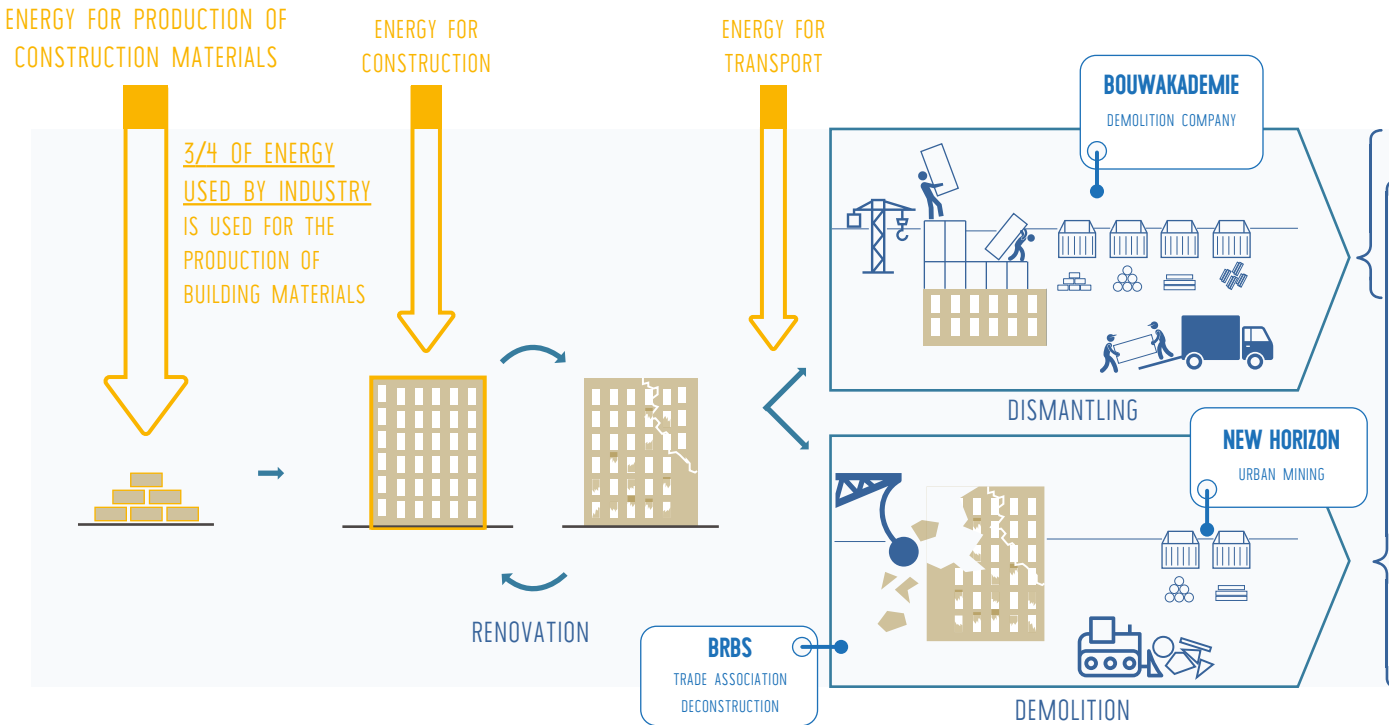 ENERGY FOR PRODUCTION OF
CONSTRUCTION MATERIALS
ENERGY FOR
CONSTRUCTION
ENERGY FOR
TRANSPORT
3/4 OF ENERGY
USED BY INDUSTRY
IS USED FOR THE
PRODUCTION OF
BUILDING MATERIALS
BOUWAKADEMIE
DEMOLITION COMPANY
DISMANTLING
NEW HORIZON
URBAN MINING
RENOVATION
BRBS
TRADE ASSOCIATION
DECONSTRUCTION
DEMOLITION